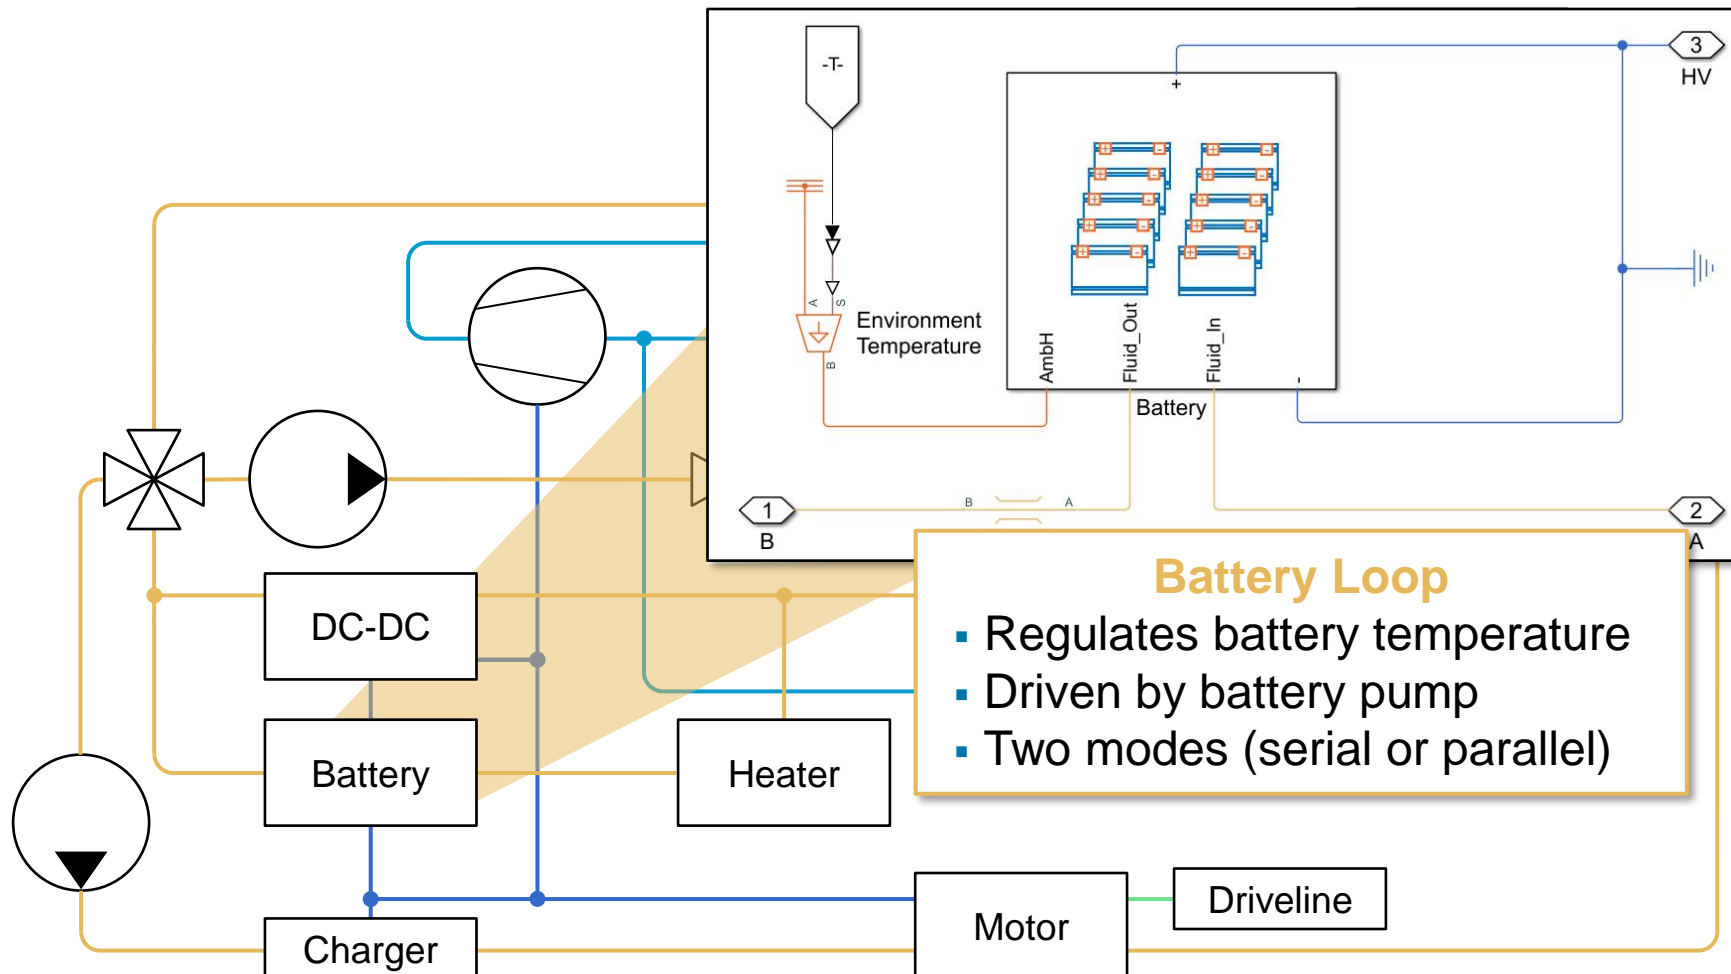 -T-
3
HV
+
A
S
Environment
Temperature
B
AmbH
Fluid_Out
Fluid_In
-
Battery
1
B
B
A
2
A
Battery Loop
▪ Regulates battery temperature
▪ Driven by battery pump
▪ Two modes (serial or parallel)
DC-DC
Battery
Heater
Charger
Motor
Driveline